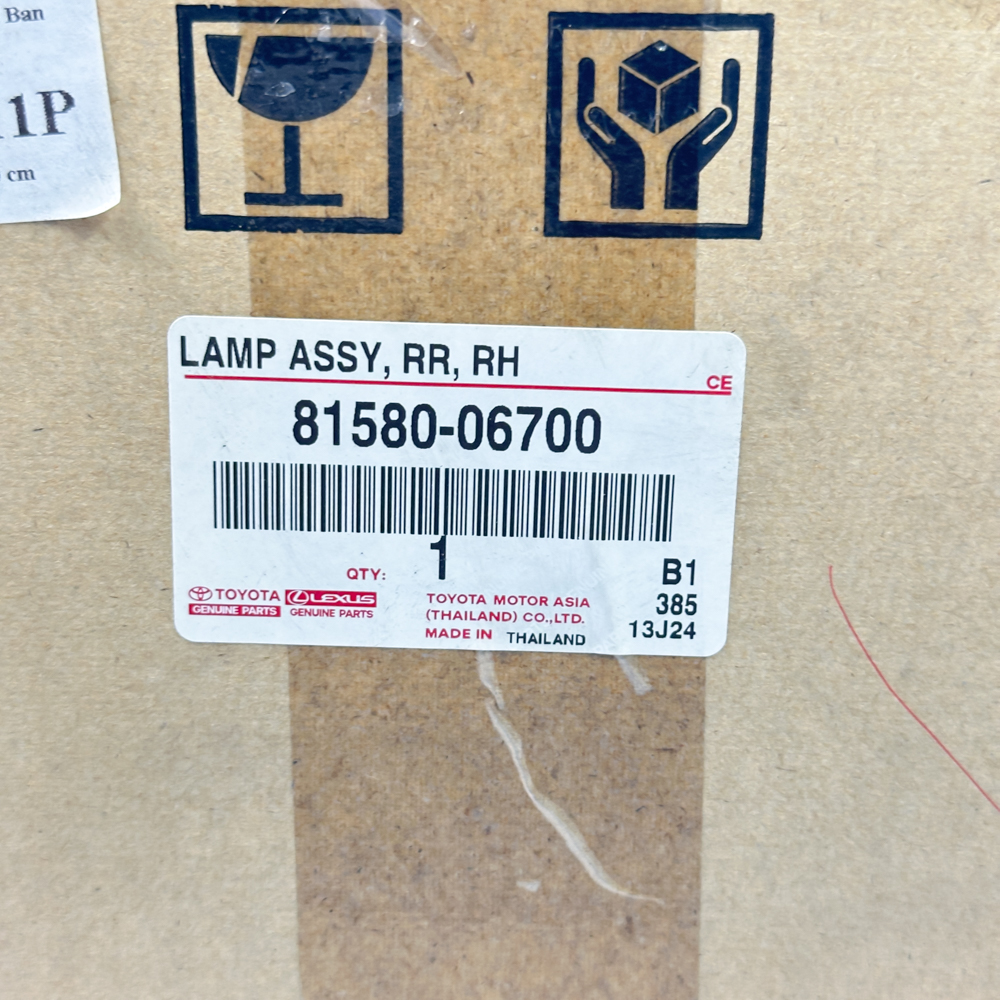 Ban
1P
cm
LAMP ASSY, RR, RH
CE
81580-06700
1
QTY:
B1
TOYOTA
GENUINE PARTS
LEXUS
GENUINE PARTS
TOYOTA MOTOR ASIA
(THAILAND) CO.,LTD.
MADE IN THAILAND
385
13J24